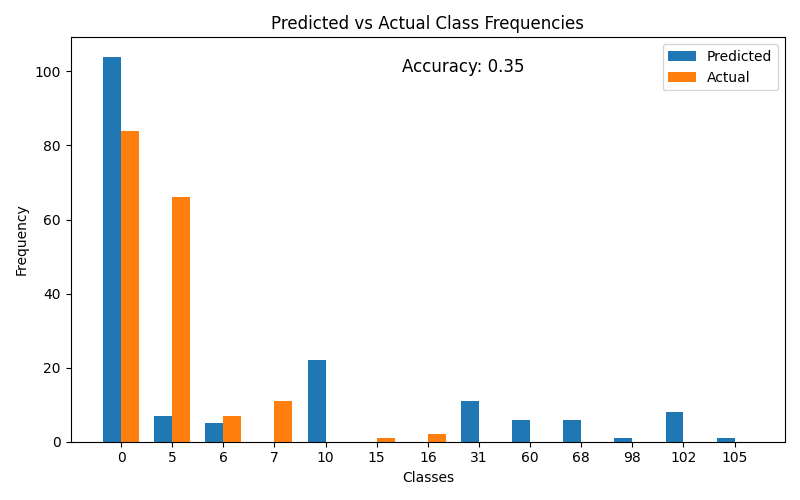 Predicted vs Actual Class Frequencies
Accuracy: 0.35
Predicted
Actual
Frequency
100
80
60
40
20
0
0 5 6 7 10 15 16 31 60 68 98 102 105
Classes